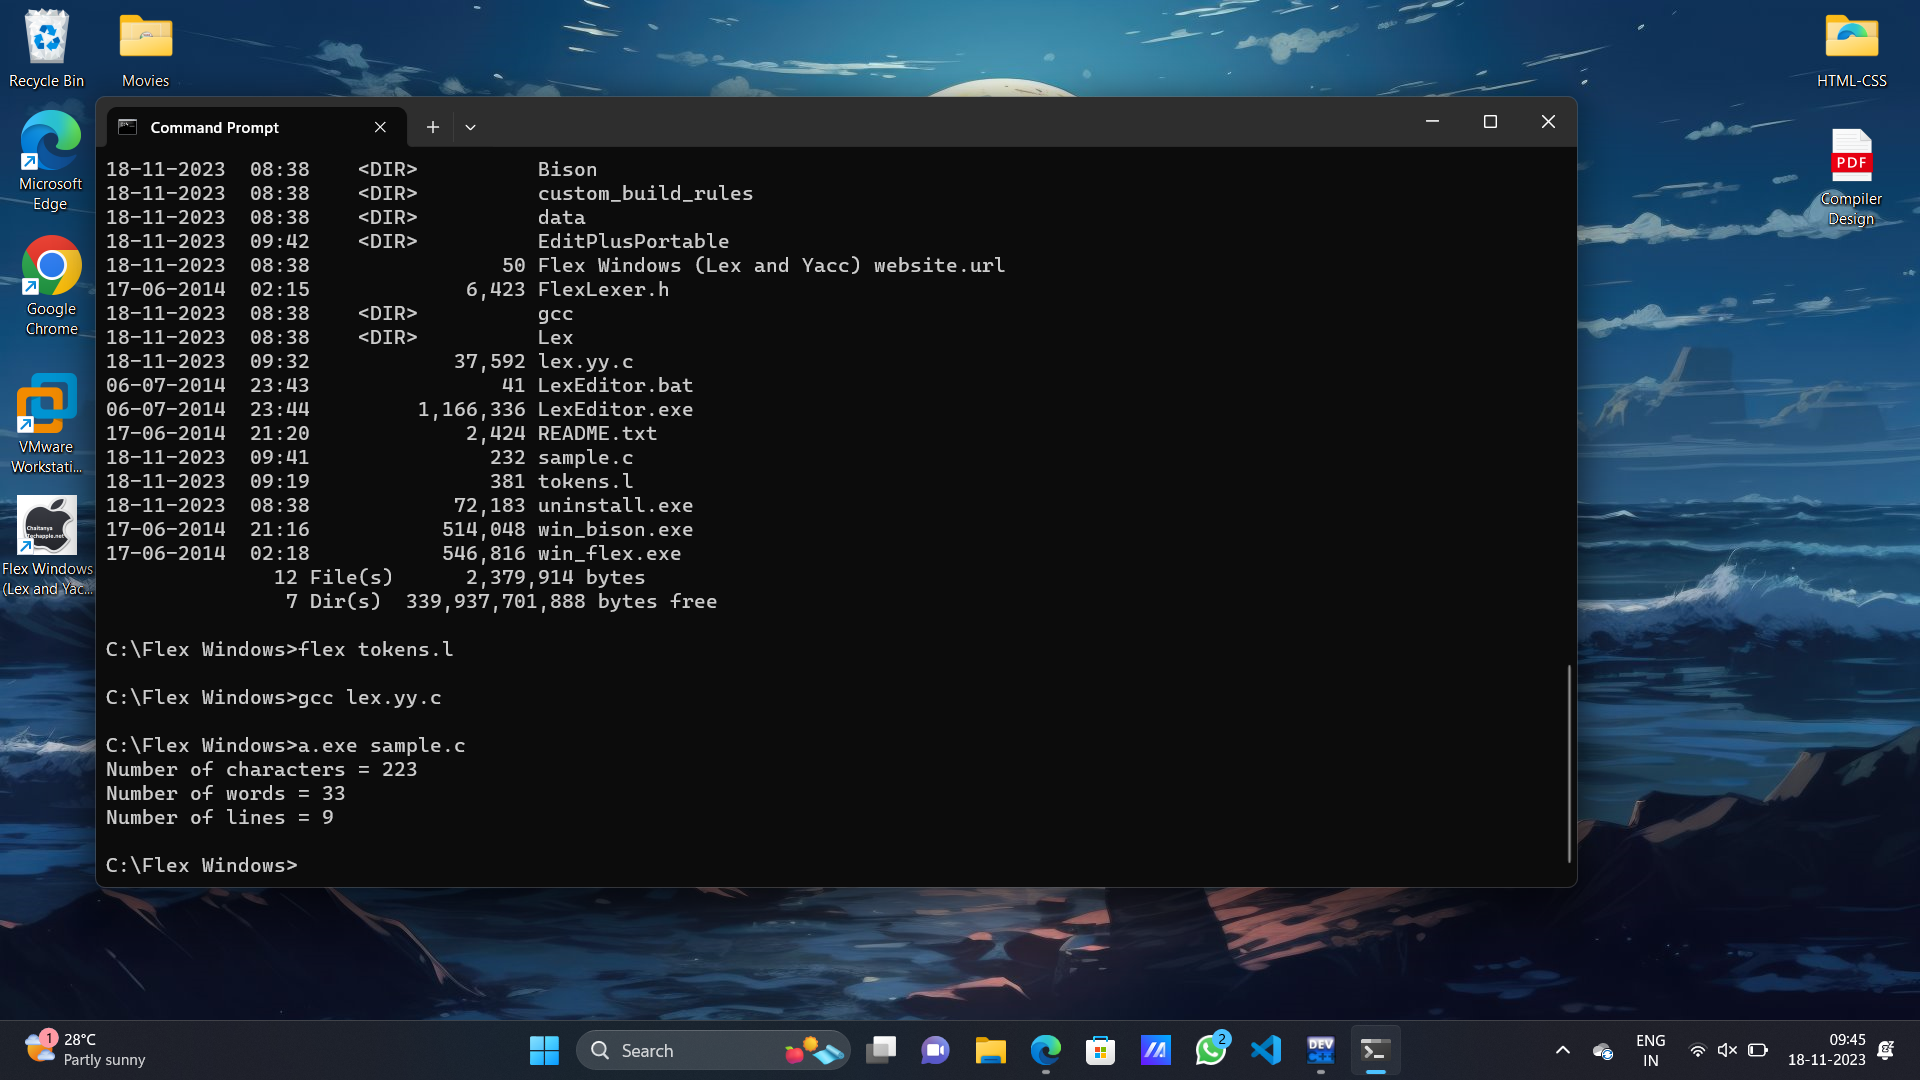 Recycle Bin
Movies
HTML-CSS
Microsoft
Edge
Google
Chrome
VMware
Workstati...
Chaitanya
Techapple.net
Flex Windows
(Lex and Yac...
PDF
Compiler
Design
Command Prompt
18-11-2023  08:38    <DIR>          Bison
18-11-2023  08:38    <DIR>          custom_build_rules
18-11-2023  08:38    <DIR>          data
18-11-2023  09:42    <DIR>          EditPlusPortable
18-11-2023  08:38                50 Flex Windows (Lex and Yacc) website.url
17-06-2014  02:15             6,423 FlexLexer.h
18-11-2023  08:38    <DIR>          gcc
18-11-2023  08:38    <DIR>          Lex
18-11-2023  09:32            37,592 lex.yy.c
06-07-2014  23:43                41 LexEditor.bat
06-07-2014  23:44         1,166,336 LexEditor.exe
17-06-2014  21:20             2,424 README.txt
18-11-2023  09:41               232 sample.c
18-11-2023  09:19               381 tokens.l
18-11-2023  08:38            72,183 uninstall.exe
17-06-2014  21:16           514,048 win_bison.exe
17-06-2014  02:18           546,816 win_flex.exe
              12 File(s)      2,379,914 bytes
               7 Dir(s)  339,937,701,888 bytes free
C:\Flex Windows>flex tokens.l
C:\Flex Windows>gcc lex.yy.c
C:\Flex Windows>a.exe sample.c
Number of characters = 223
Number of words = 33
Number of lines = 9
C:\Flex Windows>
1
28°C
Partly sunny
Search
2
DEV
ENG
IN
09:45
18-11-2023